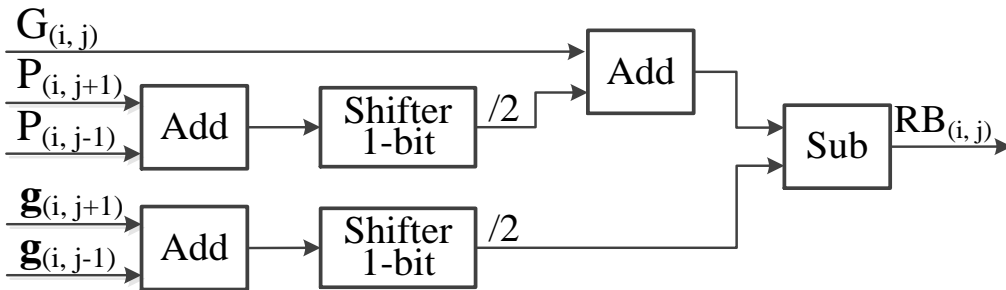 G(i, j)
P(i, j+1)
P(i, j-1)
Add
Shifter
1-bit
/2
Add
Sub
RB(i, j)
g(i, j+1)
g(i, j-1)
Add
Shifter
1-bit
/2